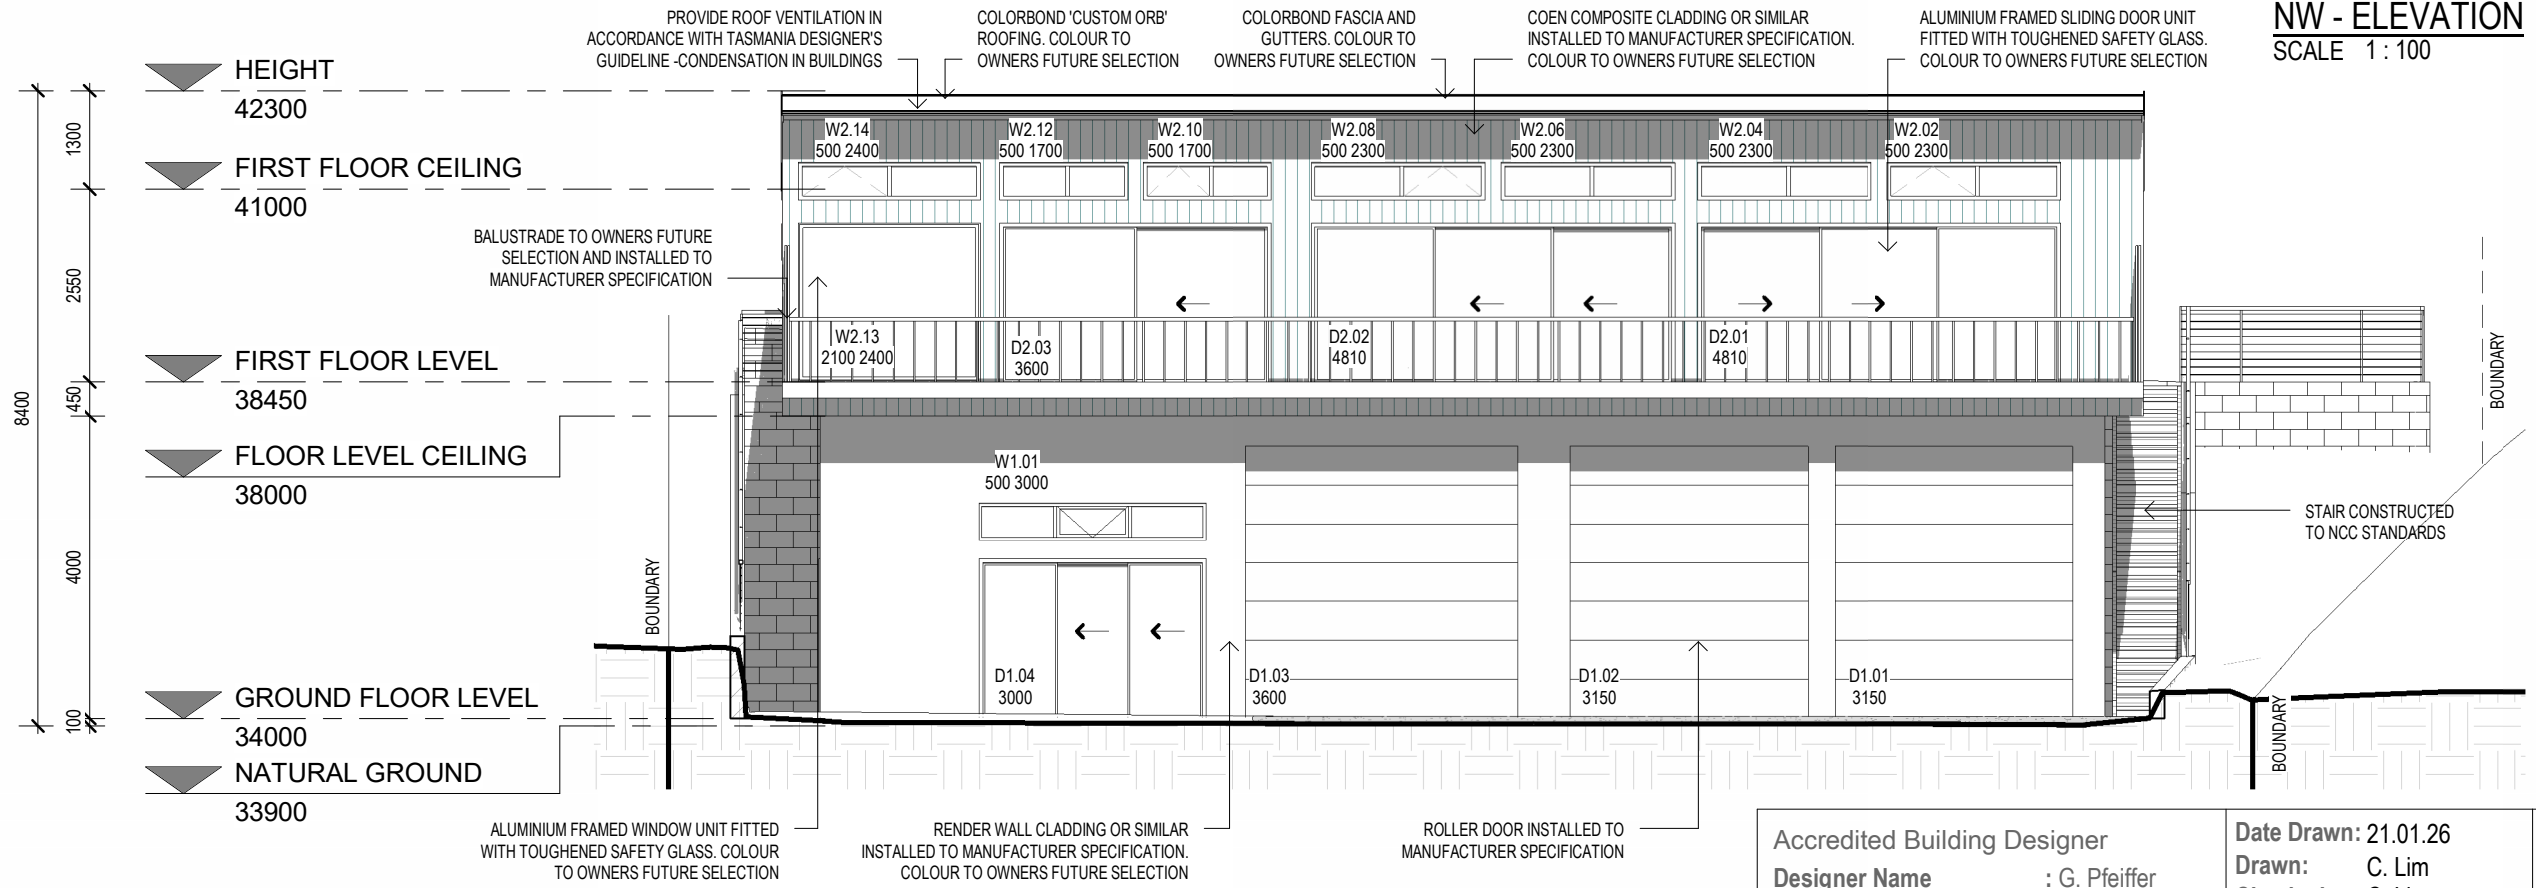 PROVIDE ROOF VENTILATION IN
ACCORDANCE WITH TASMANIA DESIGNER'S
GUIDELINE -CONDENSATION IN BUILDINGS
COLORBOND 'CUSTOM ORB'
ROOFING. COLOUR TO
OWNERS FUTURE SELECTION
COLORBOND FASCIA AND
GUTTERS. COLOUR TO
OWNERS FUTURE SELECTION
COEN COMPOSITE CLADDING OR SIMILAR
INSTALLED TO MANUFACTURER SPECIFICATION.
COLOUR TO OWNERS FUTURE SELECTION
ALUMINIUM FRAMED SLIDING DOOR UNIT
FITTED WITH TOUGHENED SAFETY GLASS.
COLOUR TO OWNERS FUTURE SELECTION
NW - ELEVATION
SCALE 1 : 100
HEIGHT
42300
FIRST FLOOR CEILING
41000
FIRST FLOOR LEVEL
38450
FLOOR LEVEL CEILING
38000
GROUND FLOOR LEVEL
34000
NATURAL GROUND
33900
8400
1300
2550
450
4000
100
W2.14
500 2400
W2.12
500 1700
W2.10
500 1700
W2.08
500 2300
W2.06
500 2300
W2.04
500 2300
W2.02
500 2300
BALUSTRADE TO OWNERS FUTURE
SELECTION AND INSTALLED TO
MANUFACTURER SPECIFICATION
W2.13
2100 2400
D2.03
3600
D2.02
4810
D2.01
4810
BOUNDARY
W1.01
500 3000
STAIR CONSTRUCTED
TO NCC STANDARDS
BOUNDARY
D1.04
3000
D1.03
3600
D1.02
3150
D1.01
3150
BOUNDARY
ALUMINIUM FRAMED WINDOW UNIT FITTED
WITH TOUGHENED SAFETY GLASS. COLOUR
TO OWNERS FUTURE SELECTION
RENDER WALL CLADDING OR SIMILAR
INSTALLED TO MANUFACTURER SPECIFICATION.
COLOUR TO OWNERS FUTURE SELECTION
ROLLER DOOR INSTALLED TO
MANUFACTURER SPECIFICATION
Accredited Building Designer
Designer Name : G. Pfeiffer
Date Drawn: 21.01.26
Drawn: C. Lim